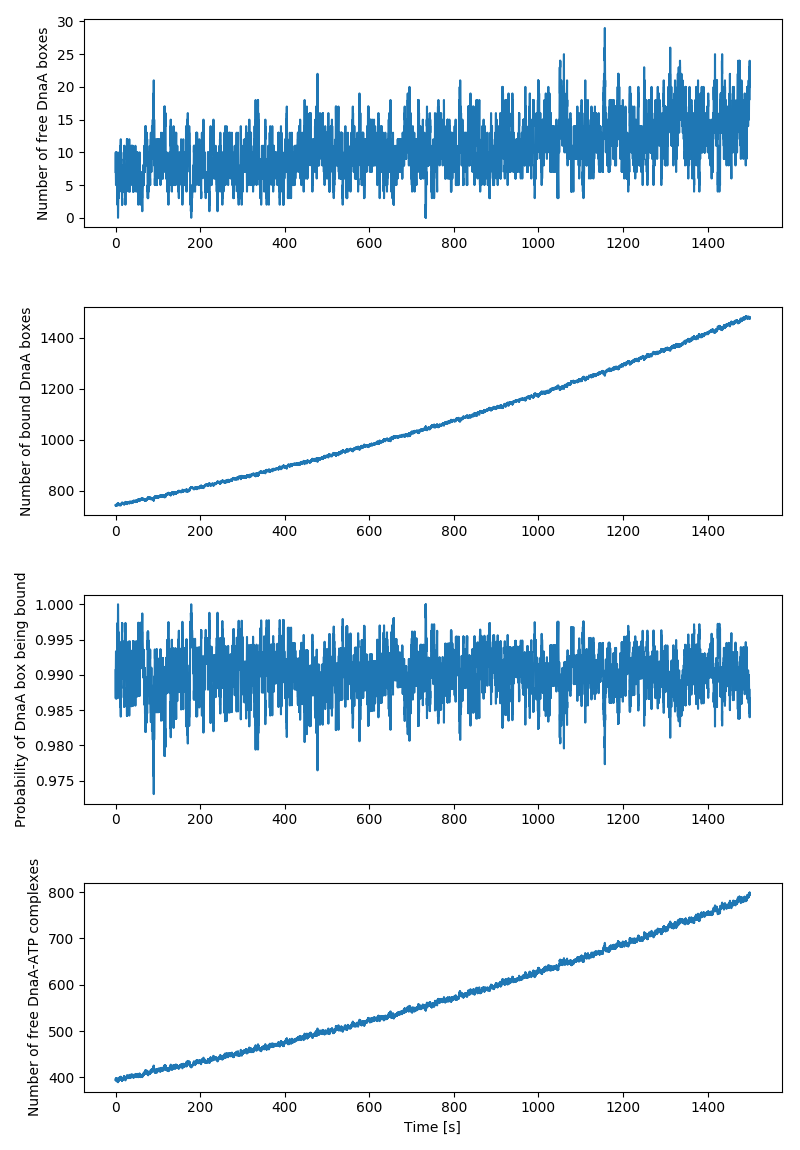 Number of free DnaA boxes
30
25
20
15
10
5
0
0 200 400 600 800 1000 1200 1400
Number of bound DnaA boxes
1400
1200
1000
800
0 200 400 600 800 1000 1200 1400
Probability of DnaA box being bound
1.000
0.995
0.990
0.985
0.980
0.975
0 200 400 600 800 1000 1200 1400
Number of free DnaA-ATP complexes
800
700
600
500
400
0 200 400 600 800 1000 1200 1400
Time [s]